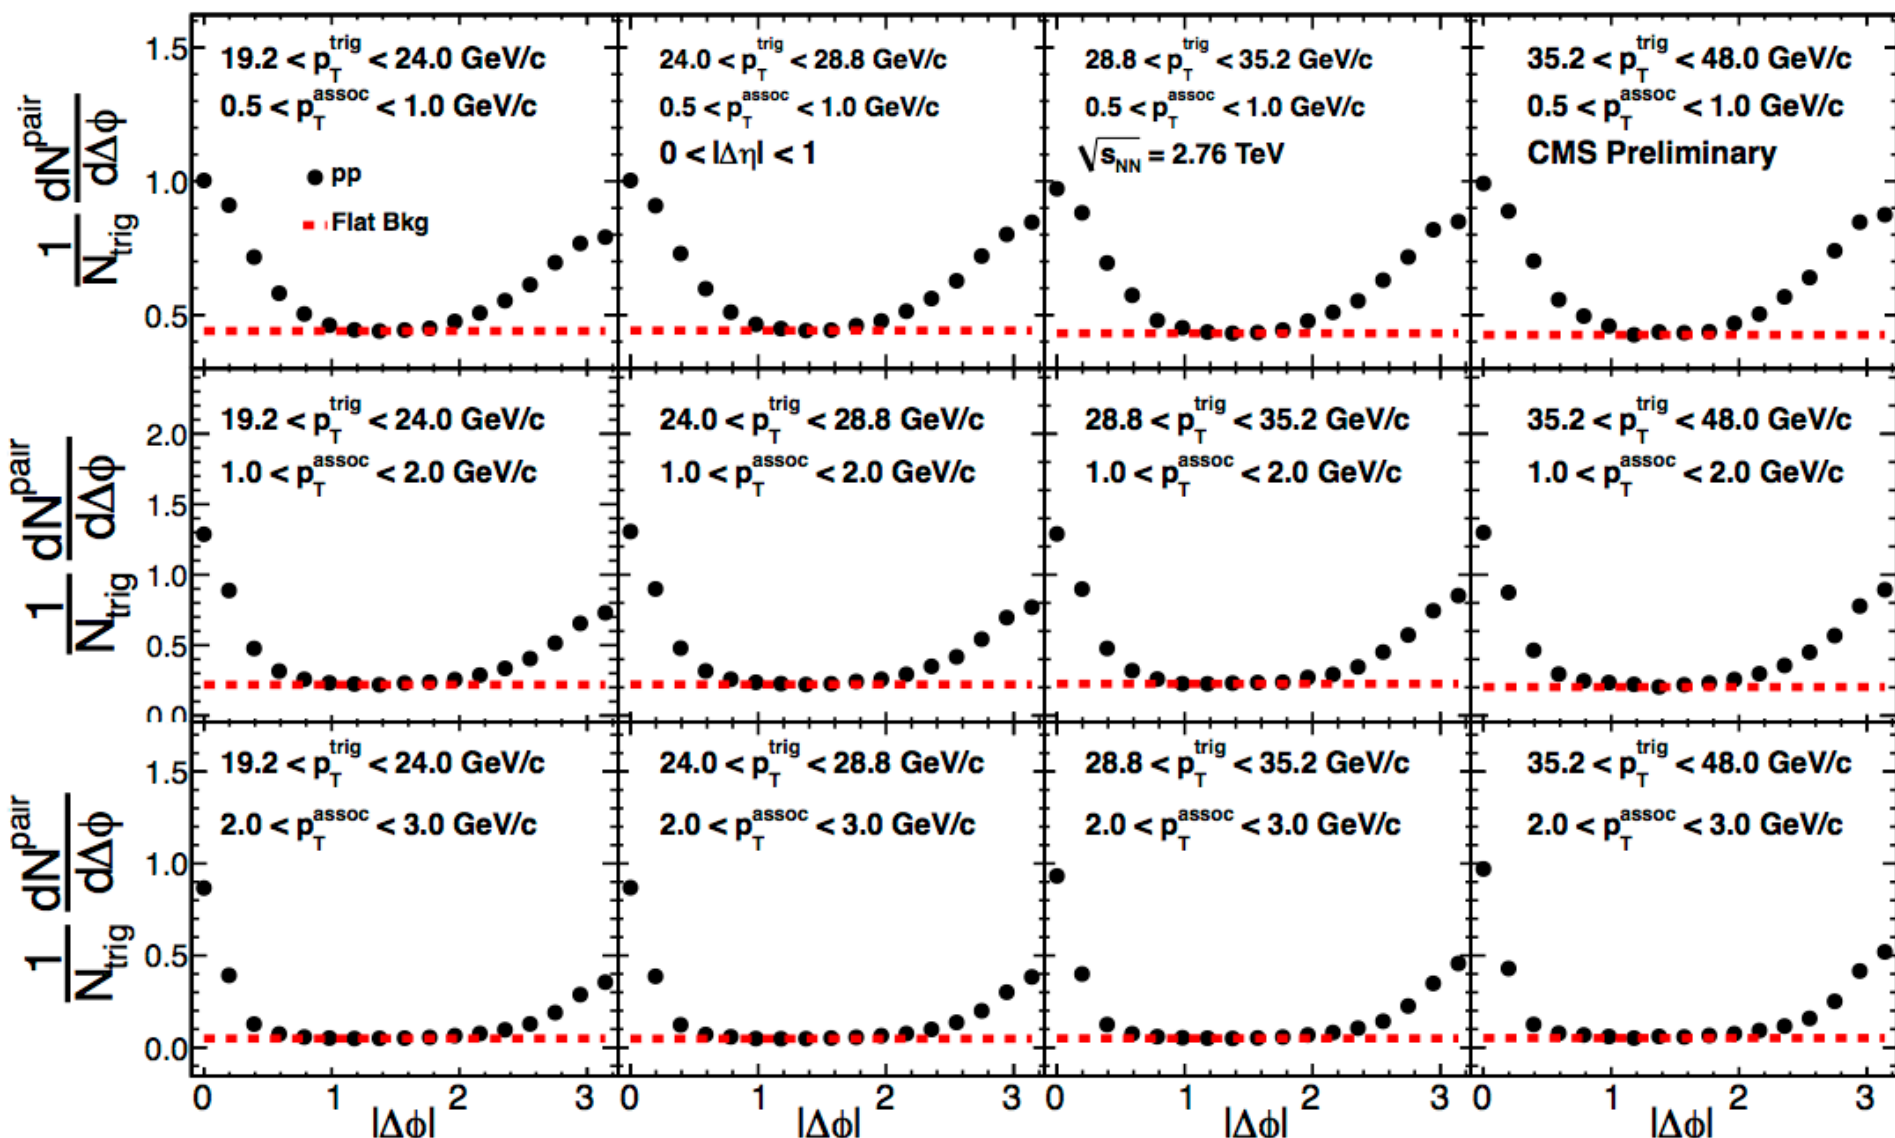 1/N_trig dN^pair/dΔϕ
1.5
1.0
0.5
19.2 < p_T^trig < 24.0 GeV/c
0.5 < p_T^assoc < 1.0 GeV/c
pp
Flat Bkg
24.0 < p_T^trig < 28.8 GeV/c
0.5 < p_T^assoc < 1.0 GeV/c
0 < |Δη| < 1
28.8 < p_T^trig < 35.2 GeV/c
0.5 < p_T^assoc < 1.0 GeV/c
√s_NN = 2.76 TeV
35.2 < p_T^trig < 48.0 GeV/c
0.5 < p_T^assoc < 1.0 GeV/c
CMS Preliminary
1/N_trig dN^pair/dΔϕ
2.0
1.5
1.0
0.5
0.0
19.2 < p_T^trig < 24.0 GeV/c
1.0 < p_T^assoc < 2.0 GeV/c
24.0 < p_T^trig < 28.8 GeV/c
1.0 < p_T^assoc < 2.0 GeV/c
28.8 < p_T^trig < 35.2 GeV/c
1.0 < p_T^assoc < 2.0 GeV/c
35.2 < p_T^trig < 48.0 GeV/c
1.0 < p_T^assoc < 2.0 GeV/c
1/N_trig dN^pair/dΔϕ
1.5
1.0
0.5
0.0
19.2 < p_T^trig < 24.0 GeV/c
2.0 < p_T^assoc < 3.0 GeV/c
24.0 < p_T^trig < 28.8 GeV/c
2.0 < p_T^assoc < 3.0 GeV/c
28.8 < p_T^trig < 35.2 GeV/c
2.0 < p_T^assoc < 3.0 GeV/c
35.2 < p_T^trig < 48.0 GeV/c
2.0 < p_T^assoc < 3.0 GeV/c
0 1 2 3
0 1 2 3
0 1 2 3
0 1 2 3
|Δϕ|
|Δϕ|
|Δϕ|
|Δϕ|